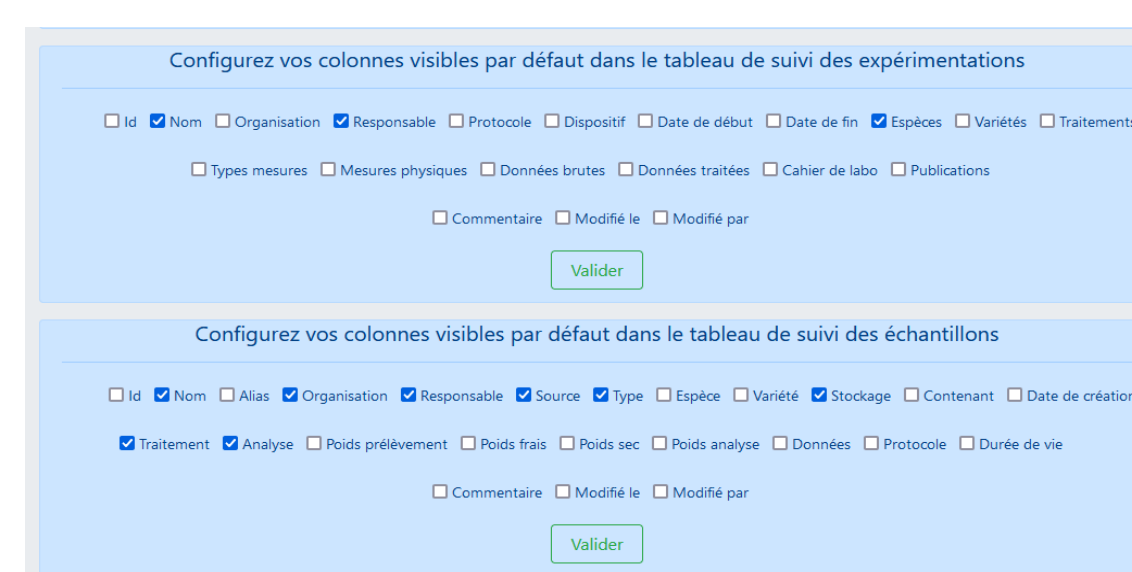 Configurez vos colonnes visibles par défaut dans le tableau de suivi des expérimentations
Id Nom Organisation Responsable Protocole Dispositif Date de début Date de fin Espèces Variétés Traitements
Types mesures Mesures physiques Données brutes Données traitées Cahier de labo Publications
Commentaire Modifié le Modifié par
Valider
Configurez vos colonnes visibles par défaut dans le tableau de suivi des échantillons
Id Nom Alias Organisation Responsable Source Type Espèce Variété Stockage Contenant Date de création
Traitement Analyse Poids prélèvement Poids frais Poids sec Poids analyse Données Protocole Durée de vie
Commentaire Modifié le Modifié par
Valider